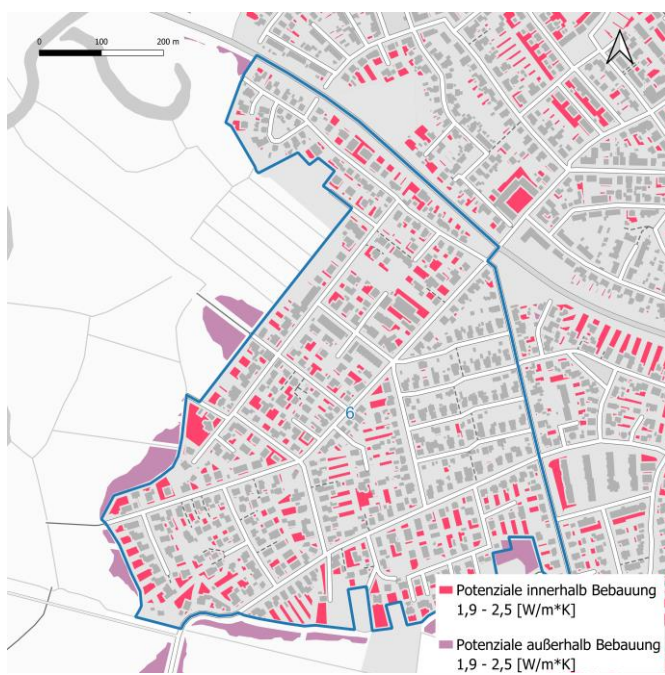 0 100 200 m
6
Potenziale innerhalb Bebauung
1,9 - 2,5 [W/m*K]
Potenziale außerhalb Bebauung
1,9 - 2,5 [W/m*K]